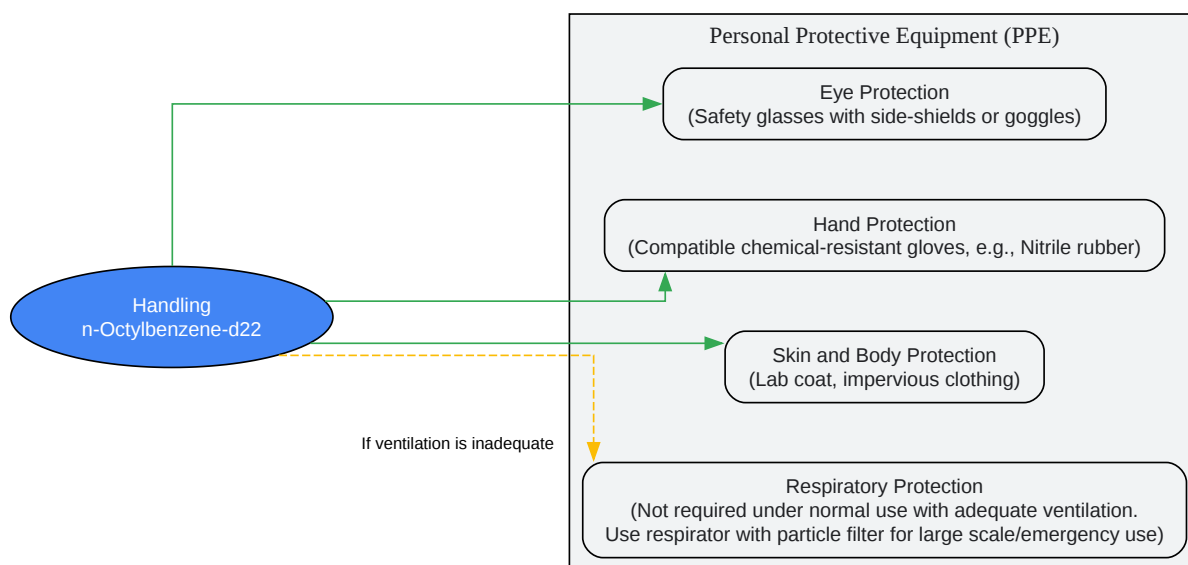 Personal Protective Equipment (PPE)
Eye Protection
(Safety glasses with side-shields or goggles)
Hand Protection
(Compatible chemical-resistant gloves, e.g., Nitrile rubber)
Handling
n-Octylbenzene-d22
Skin and Body Protection
(Lab coat, impervious clothing)
If ventilation is inadequate
Respiratory Protection
(Not required under normal use with adequate ventilation.
Use respirator with particle filter for large scale/emergency use)